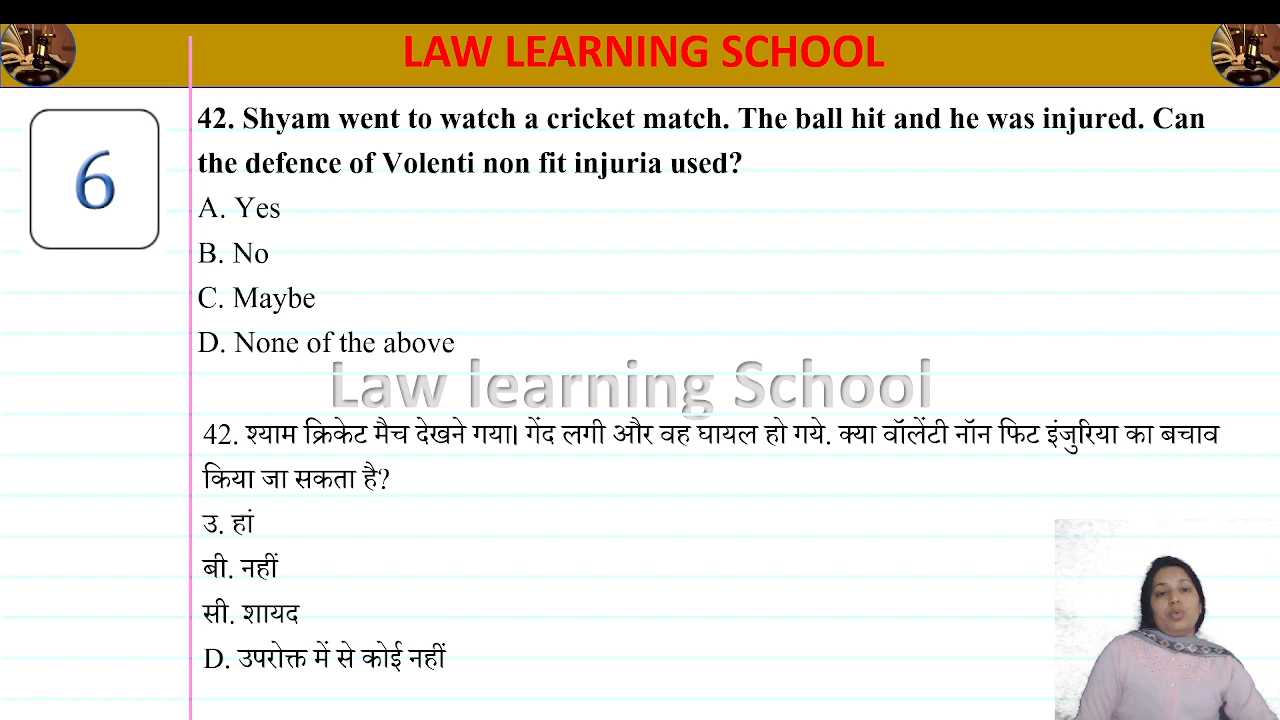 LAW LEARNING SCHOOL
6
42. Shyam went to watch a cricket match. The ball hit and he was injured. Can
the defence of Volenti non fit injuria used?
A. Yes
B. No
C. Maybe
D. None of the above
Law learning School
42. श्याम क्रिकेट मैच देखने गया। गेंद लगी और वह घायल हो गये. क्या वॉलेंटी नॉन फिट इंजुरिया का बचाव
किया जा सकता है?
उ. हां
बी. नहीं
सी. शायद
D. उपरोक्त में से कोई नहीं